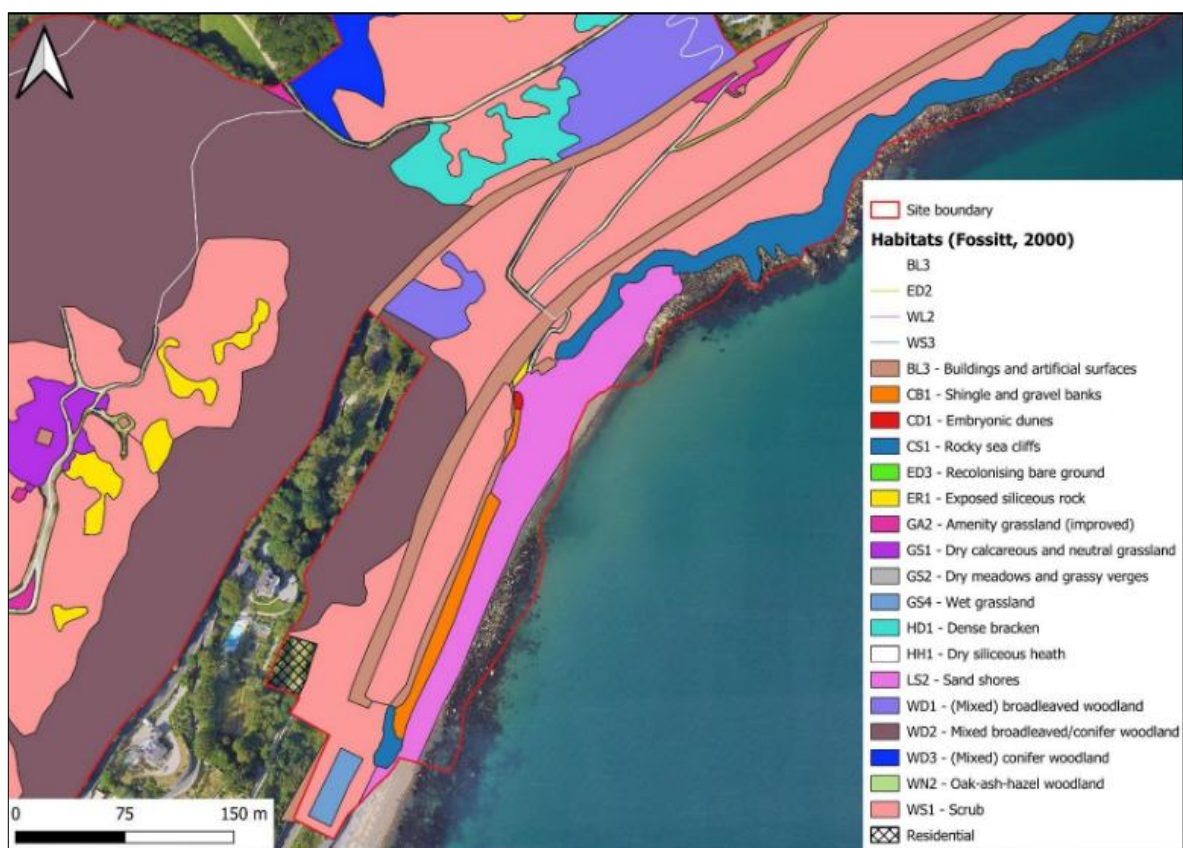 Site boundary
Habitats (Fossitt, 2000)
BL3
ED2
WL2
WS3
BL3 - Buildings and artificial surfaces
CB1 - Shingle and gravel banks
CD1 - Embryonic dunes
CS1 - Rocky sea cliffs
ED3 - Recolonising bare ground
ER1 - Exposed siliceous rock
GA2 - Amenity grassland (improved)
GS1 - Dry calcareous and neutral grassland
GS2 - Dry meadows and grassy verges
GS4 - Wet grassland
HD1 - Dense bracken
HH1 - Dry siliceous heath
LS2 - Sand shores
WD1 - (Mixed) broadleaved woodland
WD2 - Mixed broadleaved/conifer woodland
WD3 - (Mixed) conifer woodland
WN2 - Oak-ash-hazel woodland
WS1 - Scrub
Residential
0 75 150 m